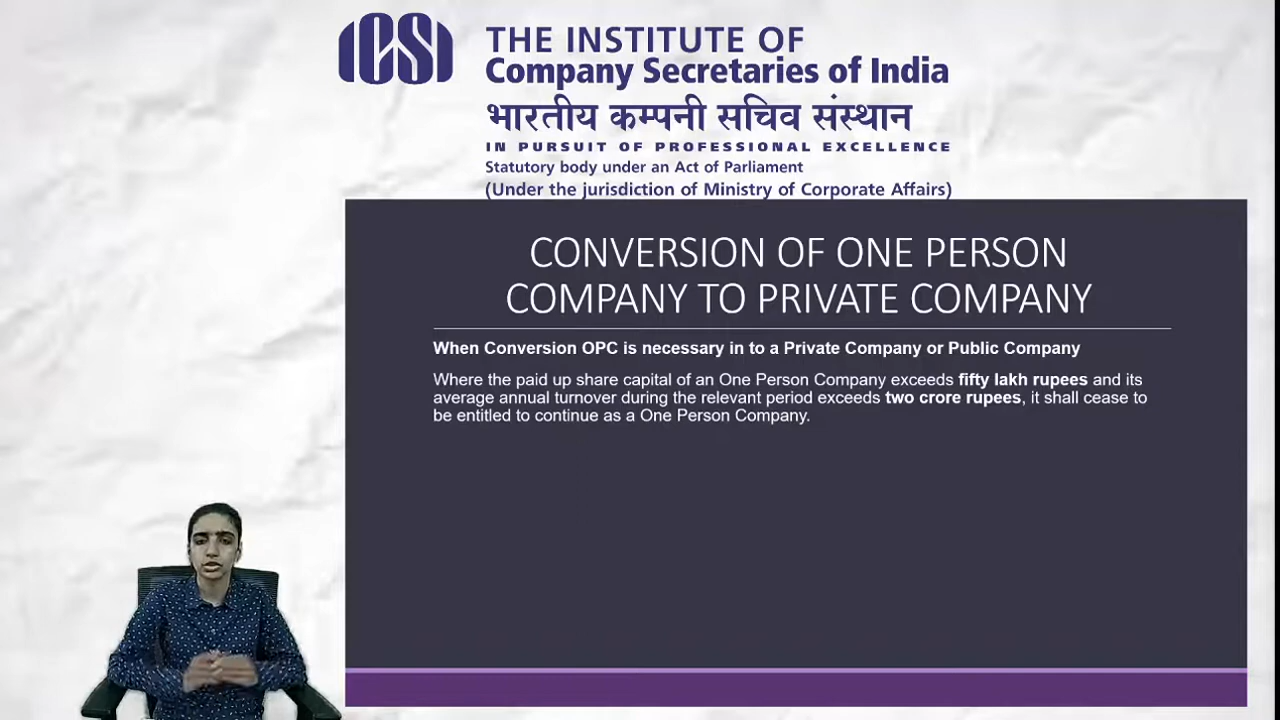 ICSI
THE INSTITUTE OF
Company Secretaries of India
भारतीय कम्पनी सचिव संस्थान
IN PURSUIT OF PROFESSIONAL EXCELLENCE
Statutory body under an Act of Parliament
(Under the jurisdiction of Ministry of Corporate Affairs)
CONVERSION OF ONE PERSON
COMPANY TO PRIVATE COMPANY
When Conversion OPC is necessary in to a Private Company or Public Company
Where the paid up share capital of an One Person Company exceeds fifty lakh rupees and its
average annual turnover during the relevant period exceeds two crore rupees, it shall cease to
be entitled to continue as a One Person Company.